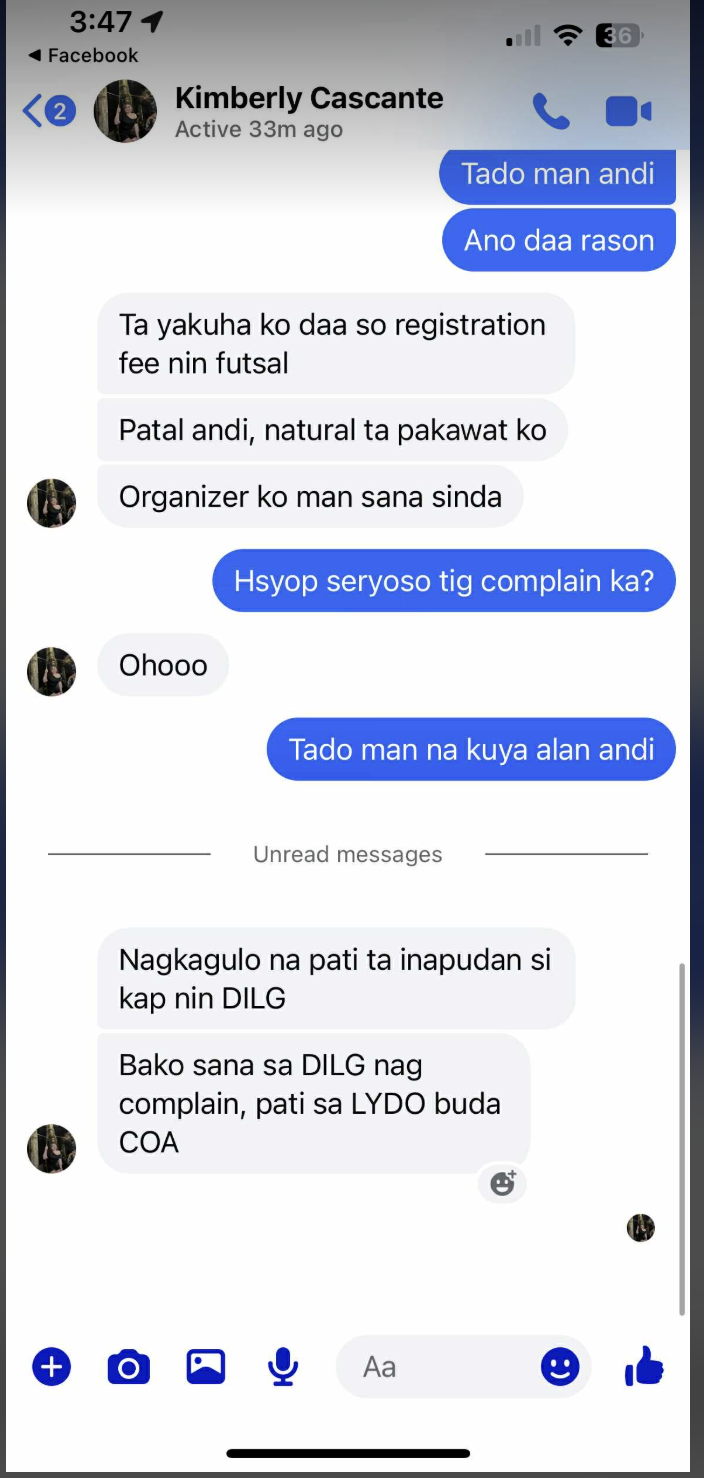 3:47
36
◀ Facebook
2
Kimberly Cascante
Active 33m ago
Tado man andi
Ano daa rason
Ta yakuha ko daa so registration
fee nin futsal
Patal andi, natural ta pakawat ko
Organizer ko man sana sinda
Hsyop seryoso tig complain ka?
Ohooo
Tado man na kuya alan andi
Unread messages
Nagkagulo na pati ta inapudan si
kap nin DILG
Bako sana sa DILG nag
complain, pati sa LYDO buda
COA
Aa